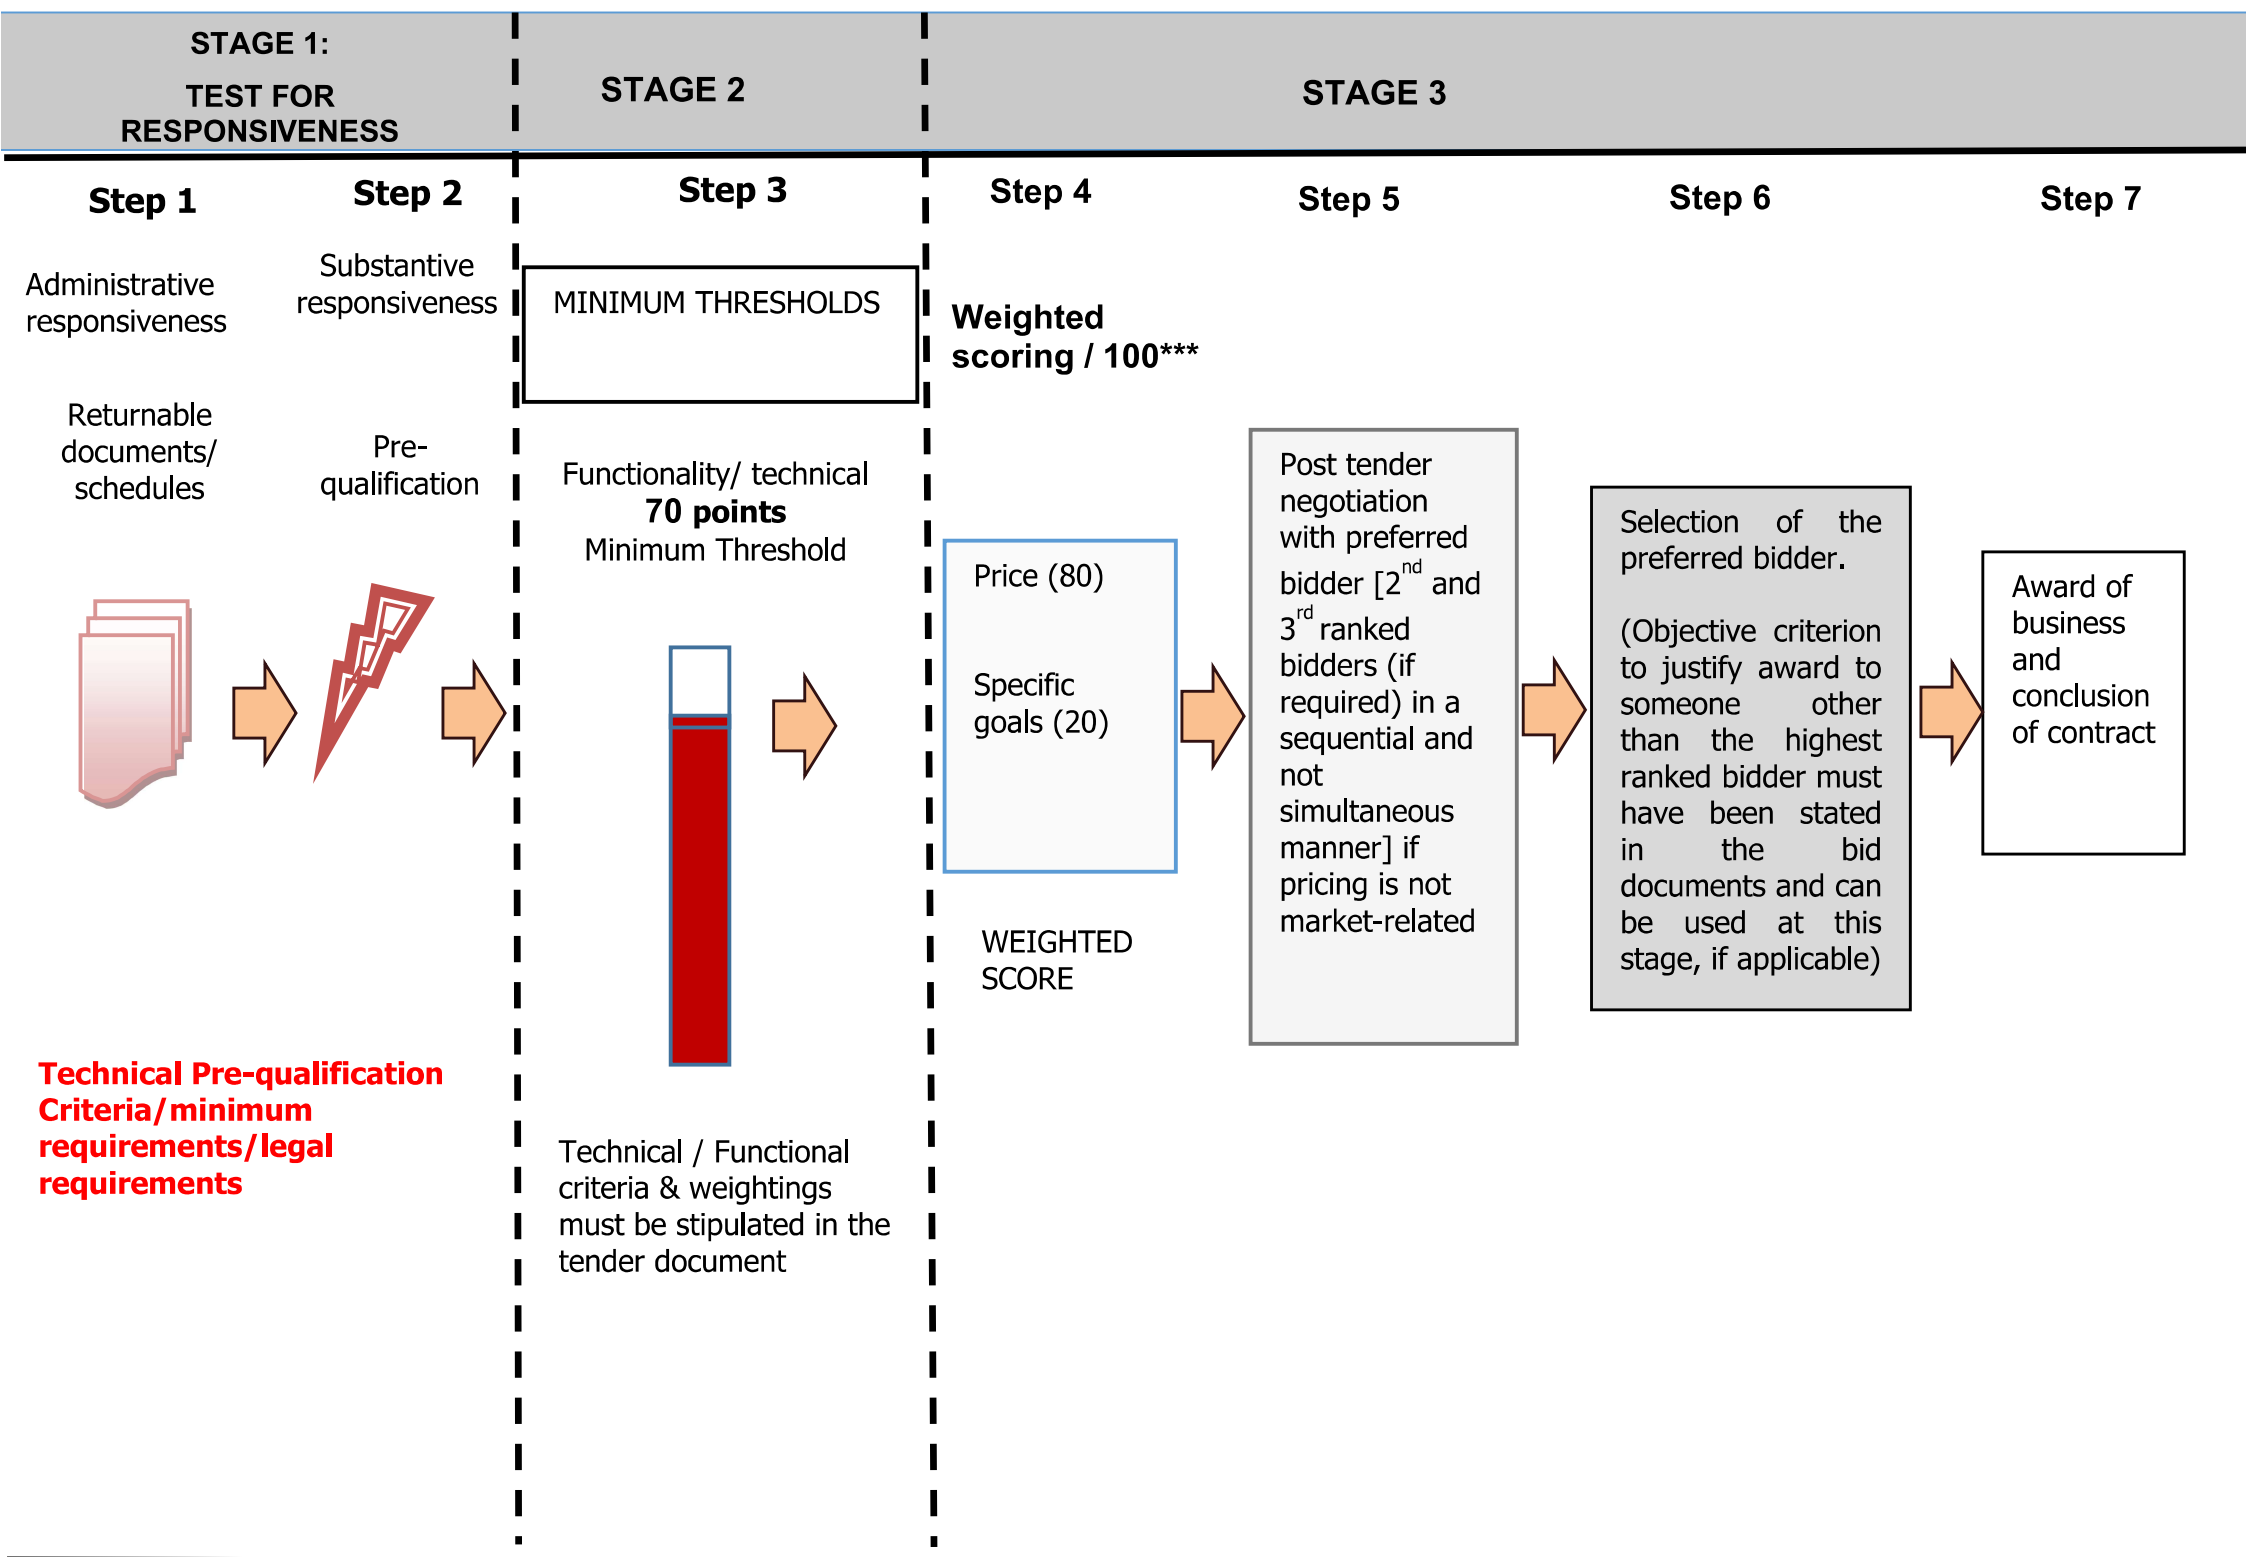 STAGE 1:
TEST FOR
RESPONSIVENESS
STAGE 2
STAGE 3
Step 1
Step 2
Step 3
Step 4
Step 5
Step 6
Step 7
Administrative
responsiveness
Returnable
documents/
schedules
Substantive
responsiveness
Pre-
qualification
Technical Pre-qualification
Criteria/minimum
requirements/legal
requirements
MINIMUM THRESHOLDS
Functionality/ technical
70 points
Minimum Threshold
Technical / Functional
criteria & weightings
must be stipulated in the
tender document
Weighted
scoring / 100***
Price (80)
Specific
goals (20)
WEIGHTED
SCORE
Post tender
negotiation
with preferred
bidder [2nd and
3rd ranked
bidders (if
required) in a
sequential and
not
simultaneous
manner] if
pricing is not
market-related
Selection of the
preferred bidder.
(Objective criterion
to justify award to
someone other
than the highest
ranked bidder must
have been stated
in the bid
documents and can
be used at this
stage, if applicable)
Award of
business
and
conclusion
of contract